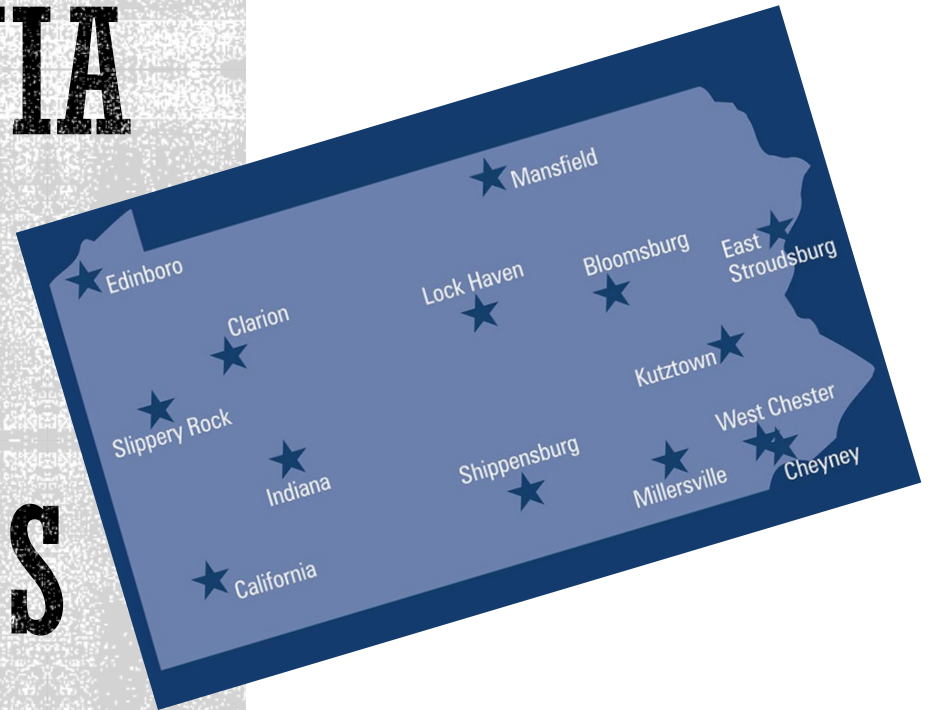 IA
S
Mansfield
Edinboro
Bloomsburg
East
Stroudsburg
Lock Haven
Clarion
Kutztown
Slippery Rock
West Chester
Indiana
Shippensburg
Millersville
Cheyney
California